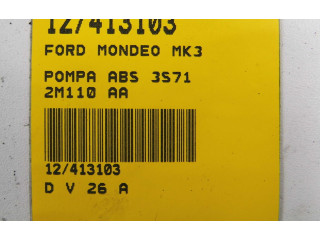 12/413103
FORD MONDEO MK3
POMPA ABS 3S71
2M110 AA
12/413103
D V 26 A